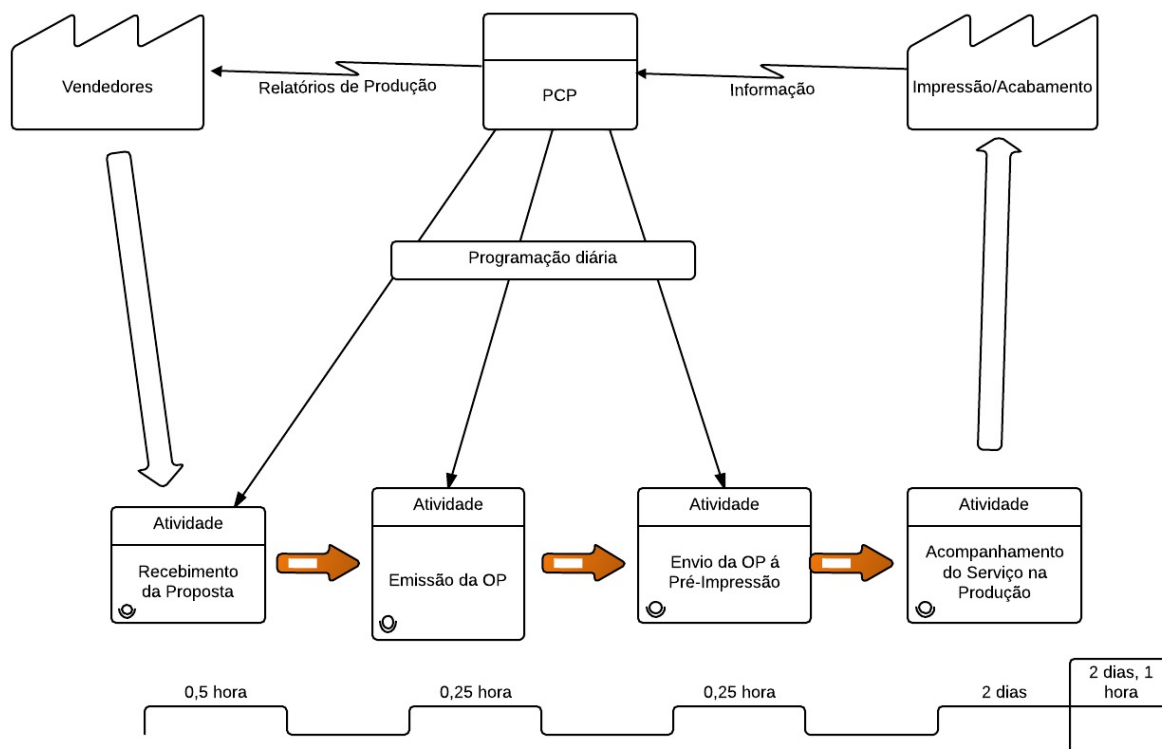 Vendedores
Relatórios de Produção
PCP
Informação
Impressão/Acabamento
Programação diária
Atividade
Recebimento
da Proposta
Atividade
Emissão da OP
Atividade
Envio da OP á
Pré-Impressão
Atividade
Acompanhamento
do Serviço na
Produção
0,5 hora
0,25 hora
0,25 hora
2 dias
2 dias, 1
hora